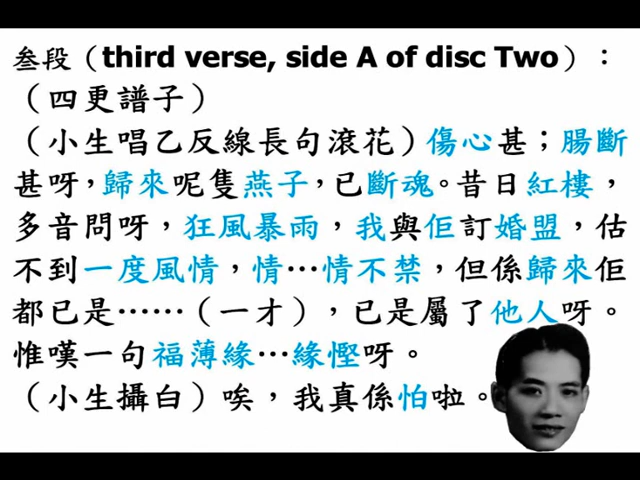 叁段（third verse, side A of disc Two）：
（四更譜子）
（小生唱乙反線長句滾花）傷心甚；腸斷
甚呀，歸來呢隻燕子，已斷魂。昔日紅樓，
多音問呀，狂風暴雨，我與佢訂婚盟，估
不到一度風情，情…情不禁，但係歸來佢
都已是……（一才），已是屬了他人呀。
惟嘆一句福薄緣…緣慳呀。
（小生攝白）唉，我真係怕啦。